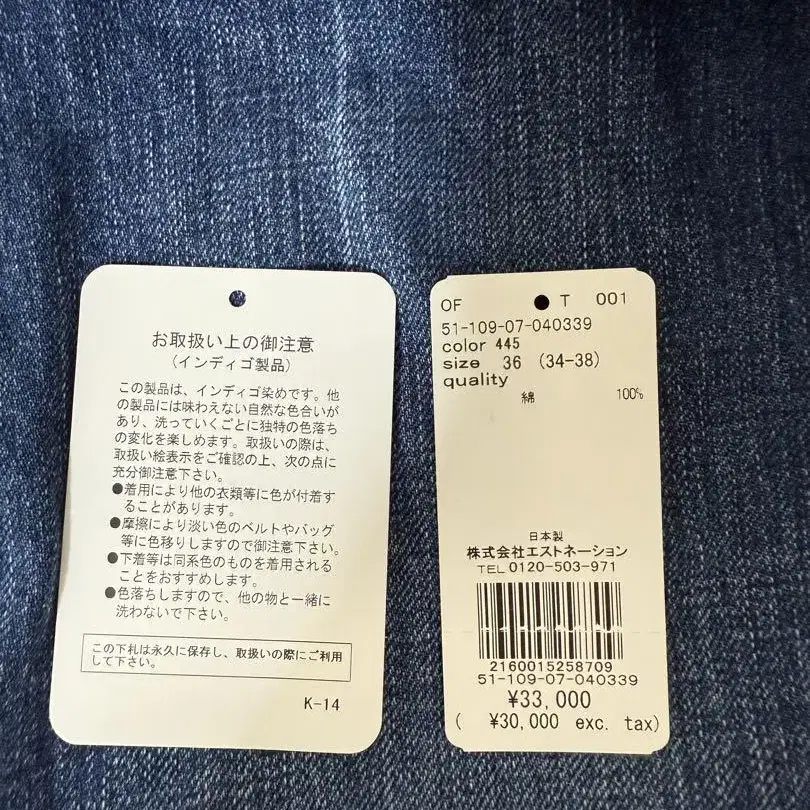 お取扱い上の御注意
(インディゴ製品)
この製品は、インディゴ染めです。他
の製品には味わえない自然な色合いが
あり、洗っていくごとに独特の色落ち
の変化を楽しめます。取扱いの際は、
取扱い絵表示をご確認の上、次の点に
充分御注意下さい。
●着用により他の衣類等に色が付着す
ることがあります。
●摩擦により淡い色のベルトやバッグ
等に色移りしますので御注意下さい。
●下着等は同系色のものを着用される
ことをおすすめします。
●色落ちしますので、他の物と一緒に
洗わないで下さい。
この下札は永久に保存し、取扱いの際にご利用
して下さい。
K-14
OF T 001
51-109-07-040339
color 445
size 36 (34-38)
quality
綿 100%
日本製
株式会社エストネーション
TEL 0120-503-971
2160015258709
51-109-07-040339
¥33,000
( ¥30,000 exc. tax)